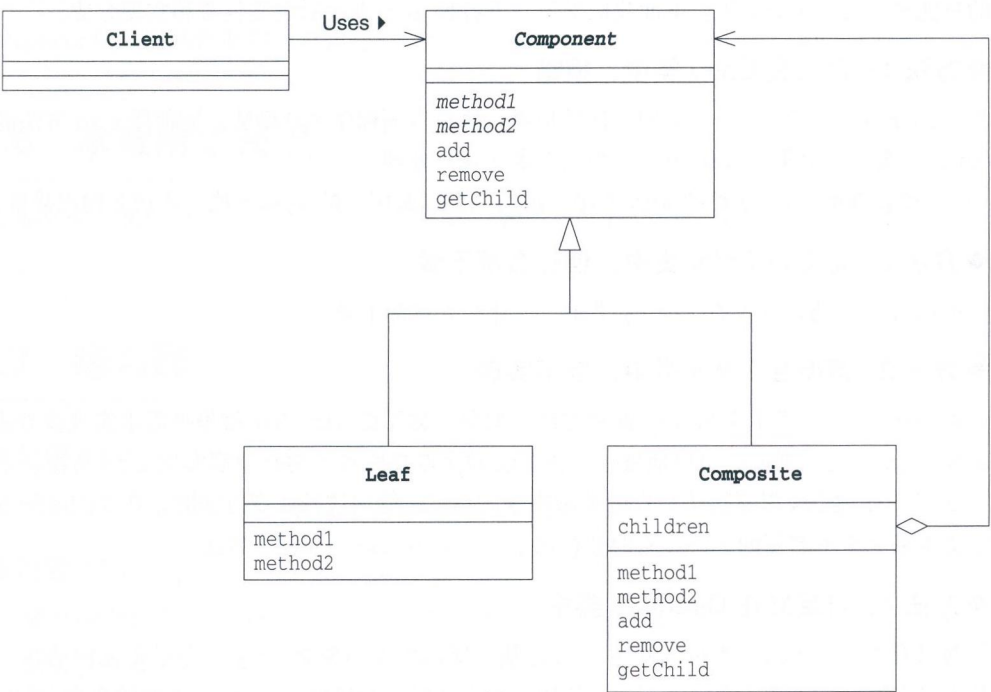 Client
Uses
Component
method1
method2
add
remove
getChild
Leaf
method1
method2
Composite
children
method1
method2
add
remove
getChild